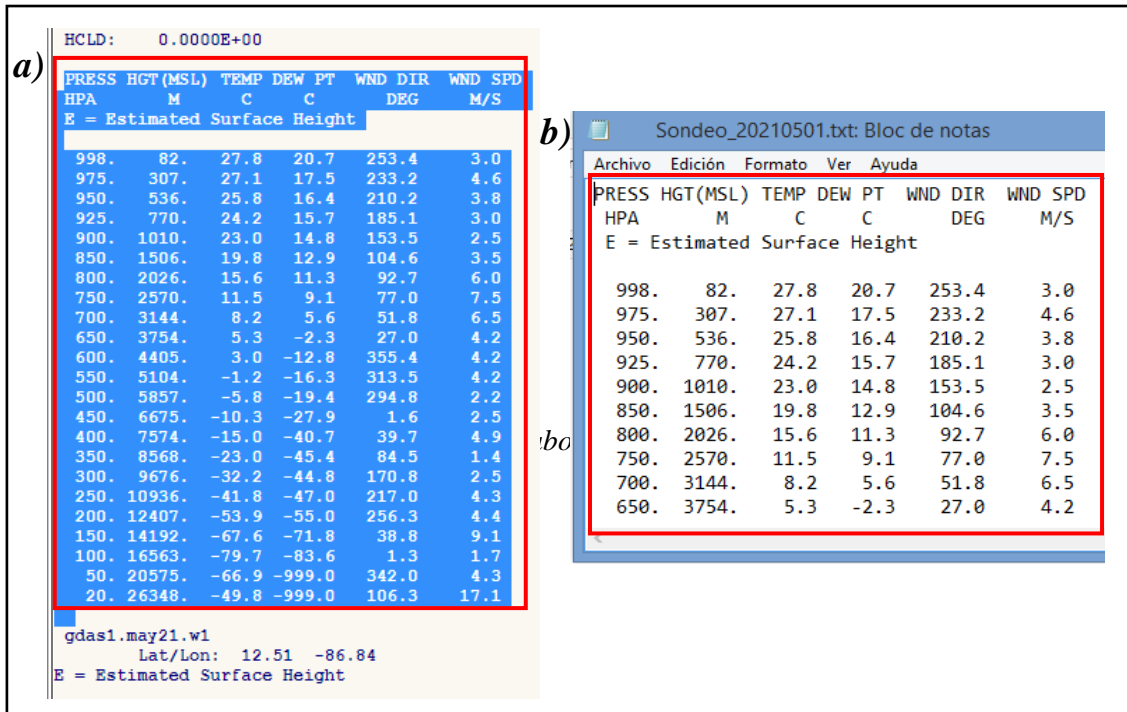 a)
HCLD:     0.0000E+00
PRESS HGT(MSL) TEMP DEW PT  WND DIR  WND SPD
HPA       M      C     C        DEG      M/S
E = Estimated Surface Height
998.    82.   27.8   20.7   253.4    3.0
975.   307.   27.1   17.5   233.2    4.6
950.   536.   25.8   16.4   210.2    3.8
925.   770.   24.2   15.7   185.1    3.0
900.  1010.   23.0   14.8   153.5    2.5
850.  1506.   19.8   12.9   104.6    3.5
800.  2026.   15.6   11.3    92.7    6.0
750.  2570.   11.5    9.1    77.0    7.5
700.  3144.    8.2    5.6    51.8    6.5
650.  3754.    5.3   -2.3    27.0    4.2
600.  4405.    3.0  -12.8   355.4    4.2
550.  5104.   -1.2  -16.3   313.5    4.2
500.  5857.   -5.8  -19.4   294.8    2.2
450.  6675.  -10.3  -27.9     1.6    2.5
400.  7574.  -15.0  -40.7    39.7    4.9
350.  8568.  -23.0  -45.4    84.5    1.4
300.  9676.  -32.2  -44.8   170.8    2.5
250. 10936.  -41.8  -47.0   217.0    4.3
200. 12407.  -53.9  -55.0   256.3    4.4
150. 14192.  -67.6  -71.8    38.8    9.1
100. 16563.  -79.7  -83.6     1.3    1.7
50. 20575.  -66.9 -999.0   342.0    4.3
20. 26348.  -49.8 -999.0   106.3   17.1
gdas1.may21.w1
Lat/Lon:  12.51  -86.84
E = Estimated Surface Height
b)
Sondeo_20210501.txt: Bloc de notas
Archivo Edición Formato Ver Ayuda
PRESS HGT(MSL) TEMP DEW PT  WND DIR  WND SPD
HPA       M      C     C       DEG      M/S
E = Estimated Surface Height
998.    82.   27.8   20.7   253.4    3.0
975.   307.   27.1   17.5   233.2    4.6
950.   536.   25.8   16.4   210.2    3.8
925.   770.   24.2   15.7   185.1    3.0
900.  1010.   23.0   14.8   153.5    2.5
850.  1506.   19.8   12.9   104.6    3.5
800.  2026.   15.6   11.3    92.7    6.0
750.  2570.   11.5    9.1    77.0    7.5
700.  3144.    8.2    5.6    51.8    6.5
650.  3754.    5.3   -2.3    27.0    4.2